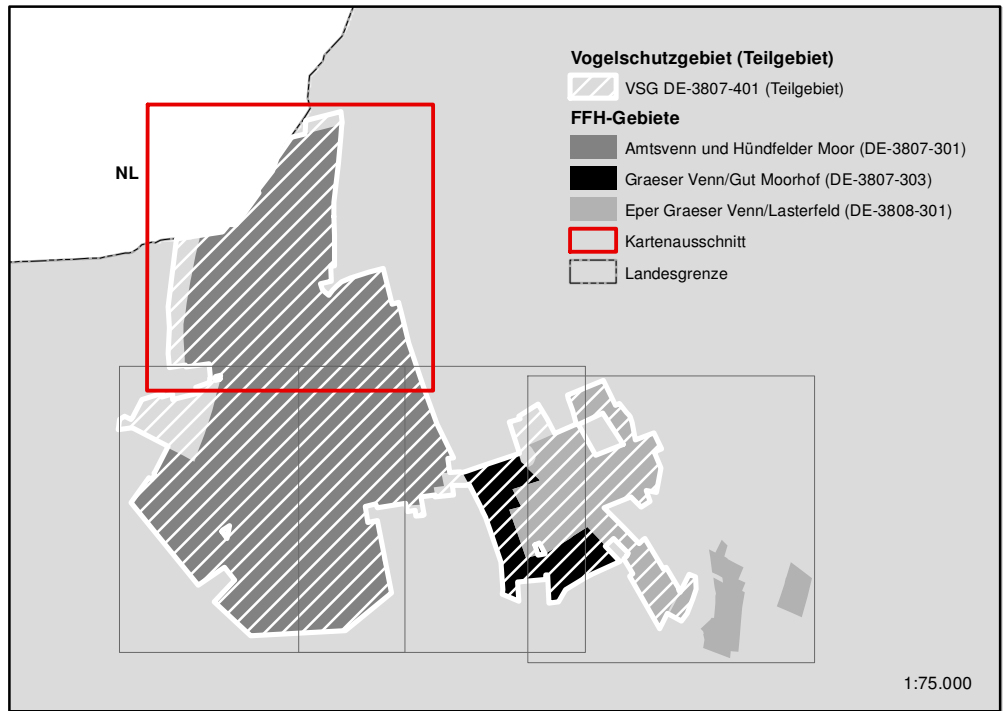 Vogelschutzgebiet (Teilgebiet)
VSG DE-3807-401 (Teilgebiet)
FFH-Gebiete
Amtsvenn und Hündfelder Moor (DE-3807-301)
Graeser Venn/Gut Moorhof (DE-3807-303)
Eper Graeser Venn/Lasterfeld (DE-3808-301)
Kartenausschnitt
Landesgrenze
NL
1:75.000